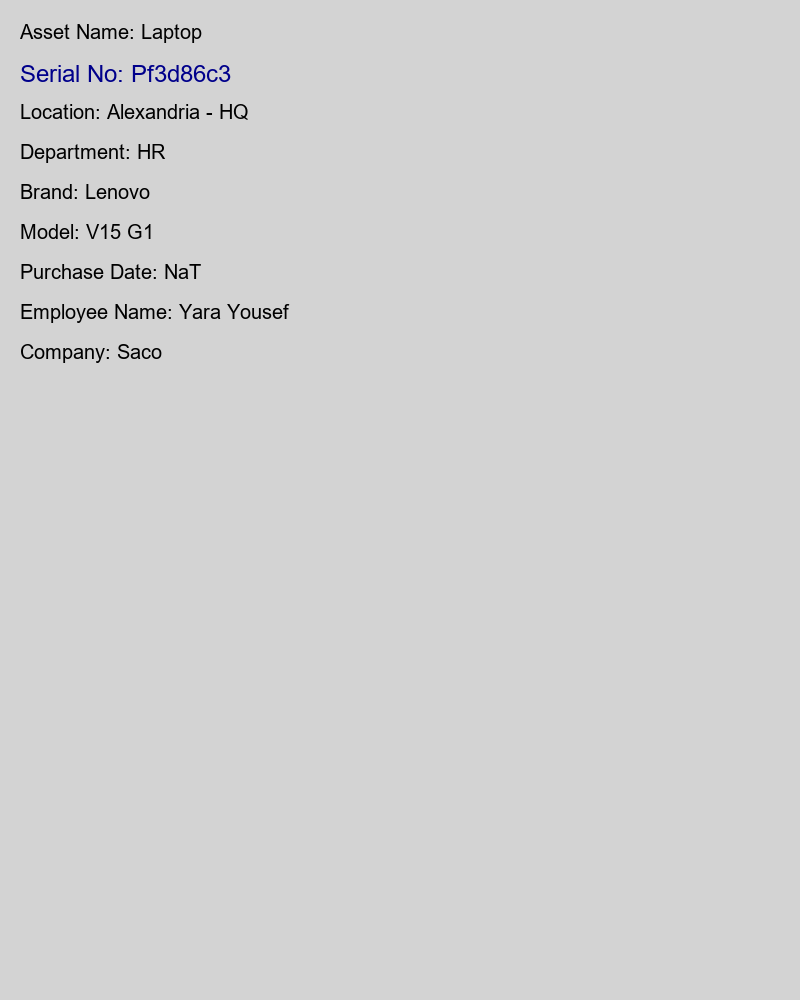 Asset Name: Laptop
Serial No: Pf3d86c3
Location: Alexandria - HQ
Department: HR
Brand: Lenovo
Model: V15 G1
Purchase Date: NaT
Employee Name: Yara Yousef
Company: Saco